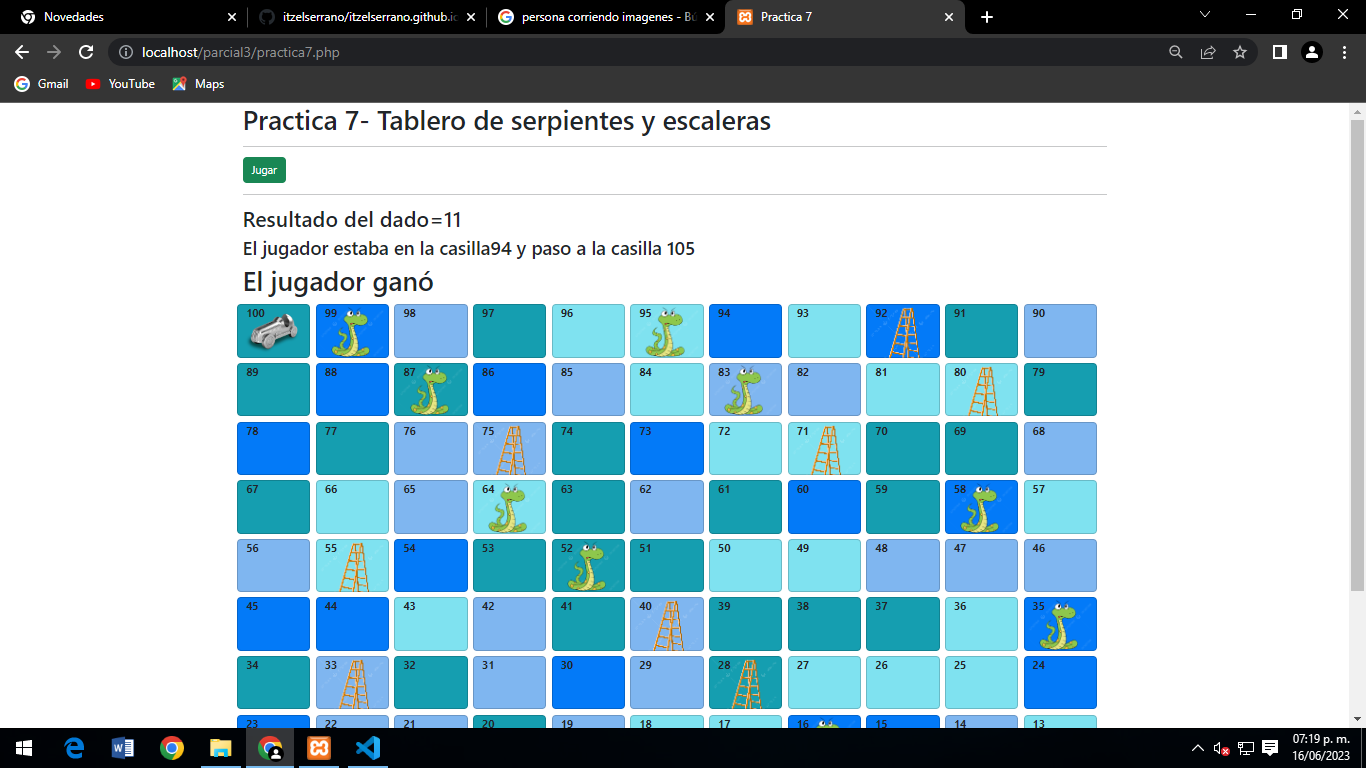 Novedades
itzelserrano/itzelserrano.github.io
persona corriendo imagenes - Bú
Practica 7
localhost/parcial3/practica7.php
Gmail YouTube Maps
Practica 7- Tablero de serpientes y escaleras
Jugar
Resultado del dado=11
El jugador estaba en la casilla94 y paso a la casilla 105
El jugador ganó
100 99 98 97 96 95 94 93 92 91 90
89 88 87 86 85 84 83 82 81 80 79
78 77 76 75 74 73 72 71 70 69 68
67 66 65 64 63 62 61 60 59 58 57
56 55 54 53 52 51 50 49 48 47 46
45 44 43 42 41 40 39 38 37 36 35
34 33 32 31 30 29 28 27 26 25 24
23 22 21 20 19 18 17 16 15 14 13
07:19 p. m.
16/06/2023